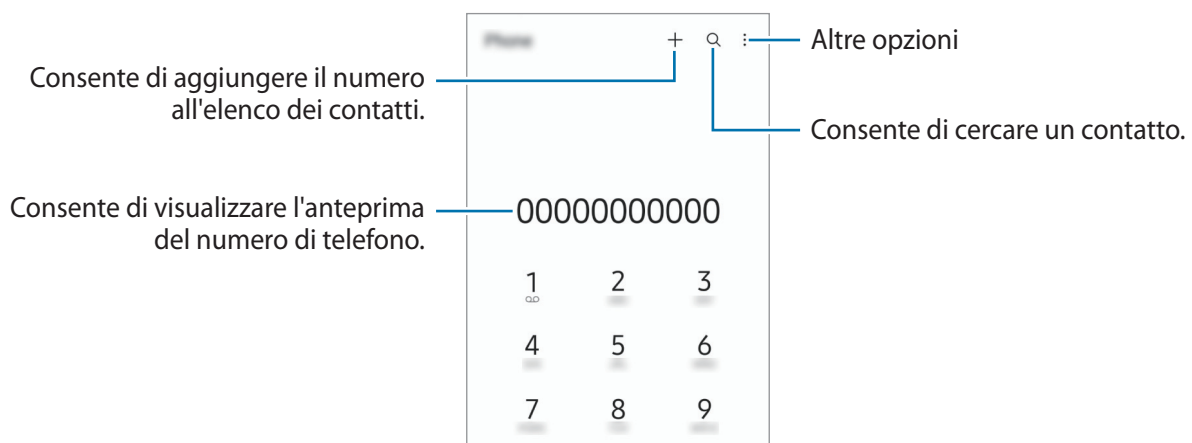 Phone
Altre opzioni
Consente di aggiungere il numero
all'elenco dei contatti.
Consente di cercare un contatto.
Consente di visualizzare l'anteprima
del numero di telefono.
00000000000
1 2 3
4 5 6
7 8 9